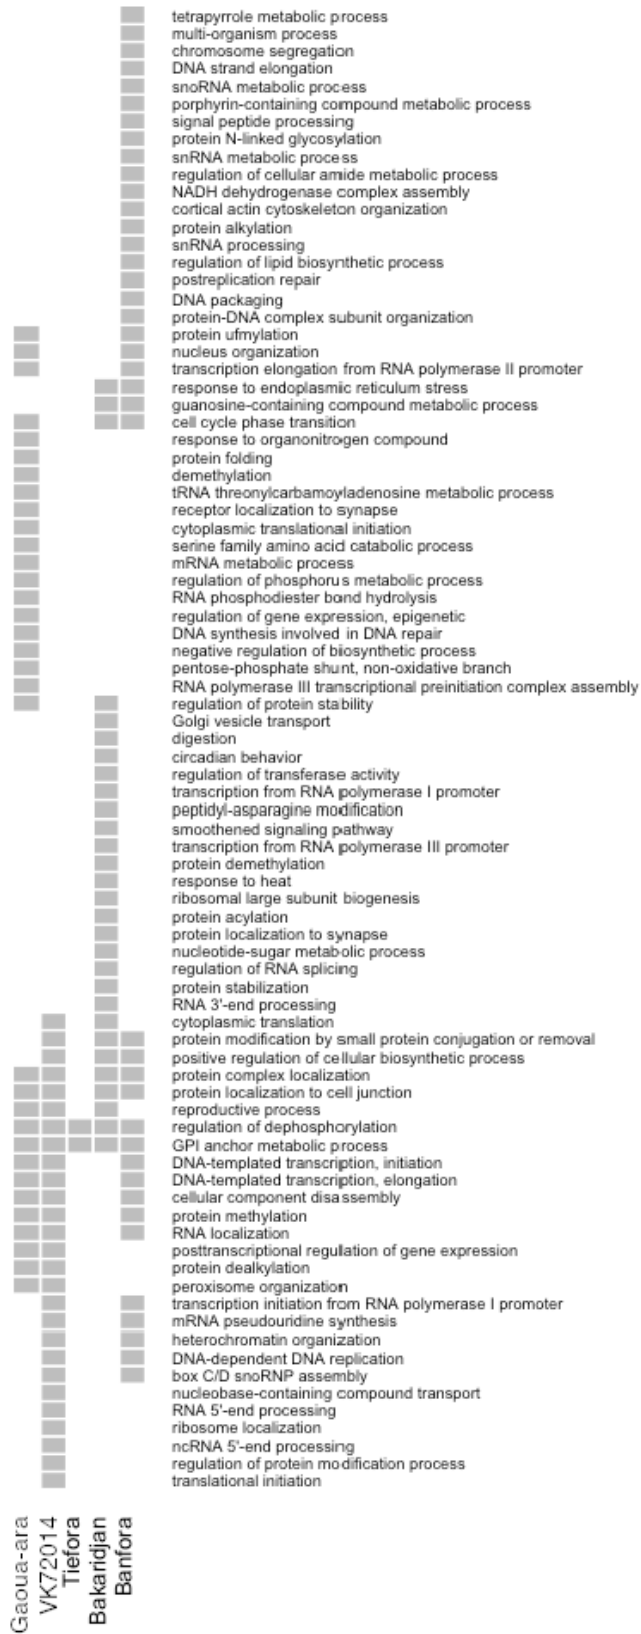 tetrapyrrole metabolic process
multi-organism process
chromosome segregation
DNA strand elongation
snoRNA metabolic process
porphyrin-containing compound metabolic process
signal peptide processing
protein N-linked glycosylation
snRNA metabolic process
regulation of cellular amide metabolic process
NADH dehydrogenase complex assembly
cortical actin cytoskeleton organization
protein alkylation
snRNA processing
regulation of lipid biosynthetic process
postreplication repair
DNA packaging
protein-DNA complex subunit organization
protein ufmylation
nucleus organization
transcription elongation from RNA polymerase II promoter
response to endoplasmic reticulum stress
guanosine-containing compound metabolic process
cell cycle phase transition
response to organonitrogen compound
protein folding
demethylation
tRNA threonylcarbamoyladenosine metabolic process
receptor localization to synapse
cytoplasmic translational initiation
serine family amino acid catabolic process
mRNA metabolic process
regulation of phosphorus metabolic process
RNA phosphodiester bond hydrolysis
regulation of gene expression, epigenetic
DNA synthesis involved in DNA repair
negative regulation of biosynthetic process
pentose-phosphate shunt, non-oxidative branch
RNA polymerase III transcriptional preinitiation complex assembly
regulation of protein stability
Golgi vesicle transport
digestion
circadian behavior
regulation of transferase activity
transcription from RNA polymerase I promoter
peptidyl-asparagine modification
smoothened signaling pathway
transcription from RNA polymerase III promoter
protein demethylation
response to heat
ribosomal large subunit biogenesis
protein acylation
protein localization to synapse
nucleotide-sugar metabolic process
regulation of RNA splicing
protein stabilization
RNA 3'-end processing
cytoplasmic translation
protein modification by small protein conjugation or removal
positive regulation of cellular biosynthetic process
protein complex localization
protein localization to cell junction
reproductive process
regulation of dephosphorylation
GPI anchor metabolic process
DNA-templated transcription, initiation
DNA-templated transcription, elongation
cellular component disassembly
protein methylation
RNA localization
posttranscriptional regulation of gene expression
protein dealkylation
peroxisome organization
transcription initiation from RNA polymerase I promoter
mRNA pseudouridine synthesis
heterochromatin organization
DNA-dependent DNA replication
box C/D snoRNP assembly
nucleobase-containing compound transport
RNA 5'-end processing
ribosome localization
ncRNA 5'-end processing
regulation of protein modification process
translational initiation
Gaoua-ara
VK72014
Tiefora
Bakaridjan
Banfora